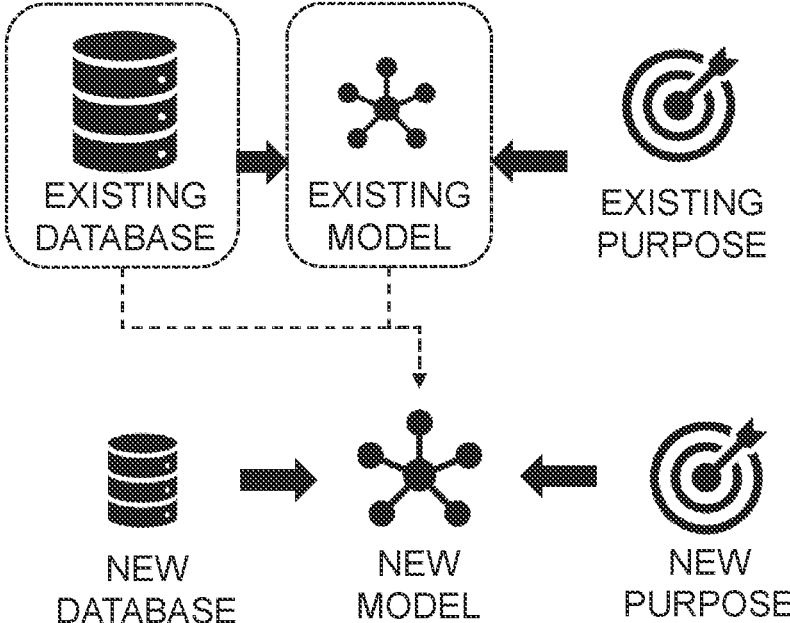 EXISTING
DATABASE
EXISTING
MODEL
EXISTING
PURPOSE
NEW
DATABASE
NEW
MODEL
NEW
PURPOSE